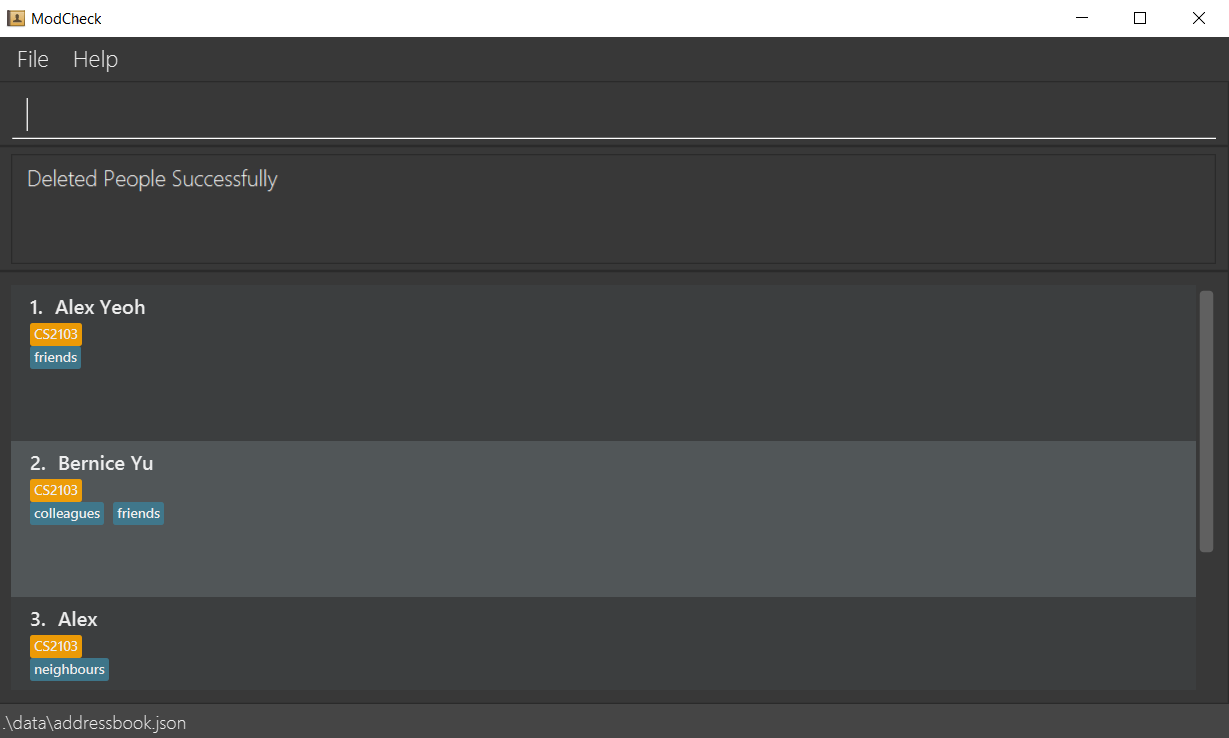 ModCheck
File Help
Deleted People Successfully
1. Alex Yeoh
CS2103
friends
2. Bernice Yu
CS2103
colleagues friends
3. Alex
CS2103
neighbours
.\data\addressbook.json